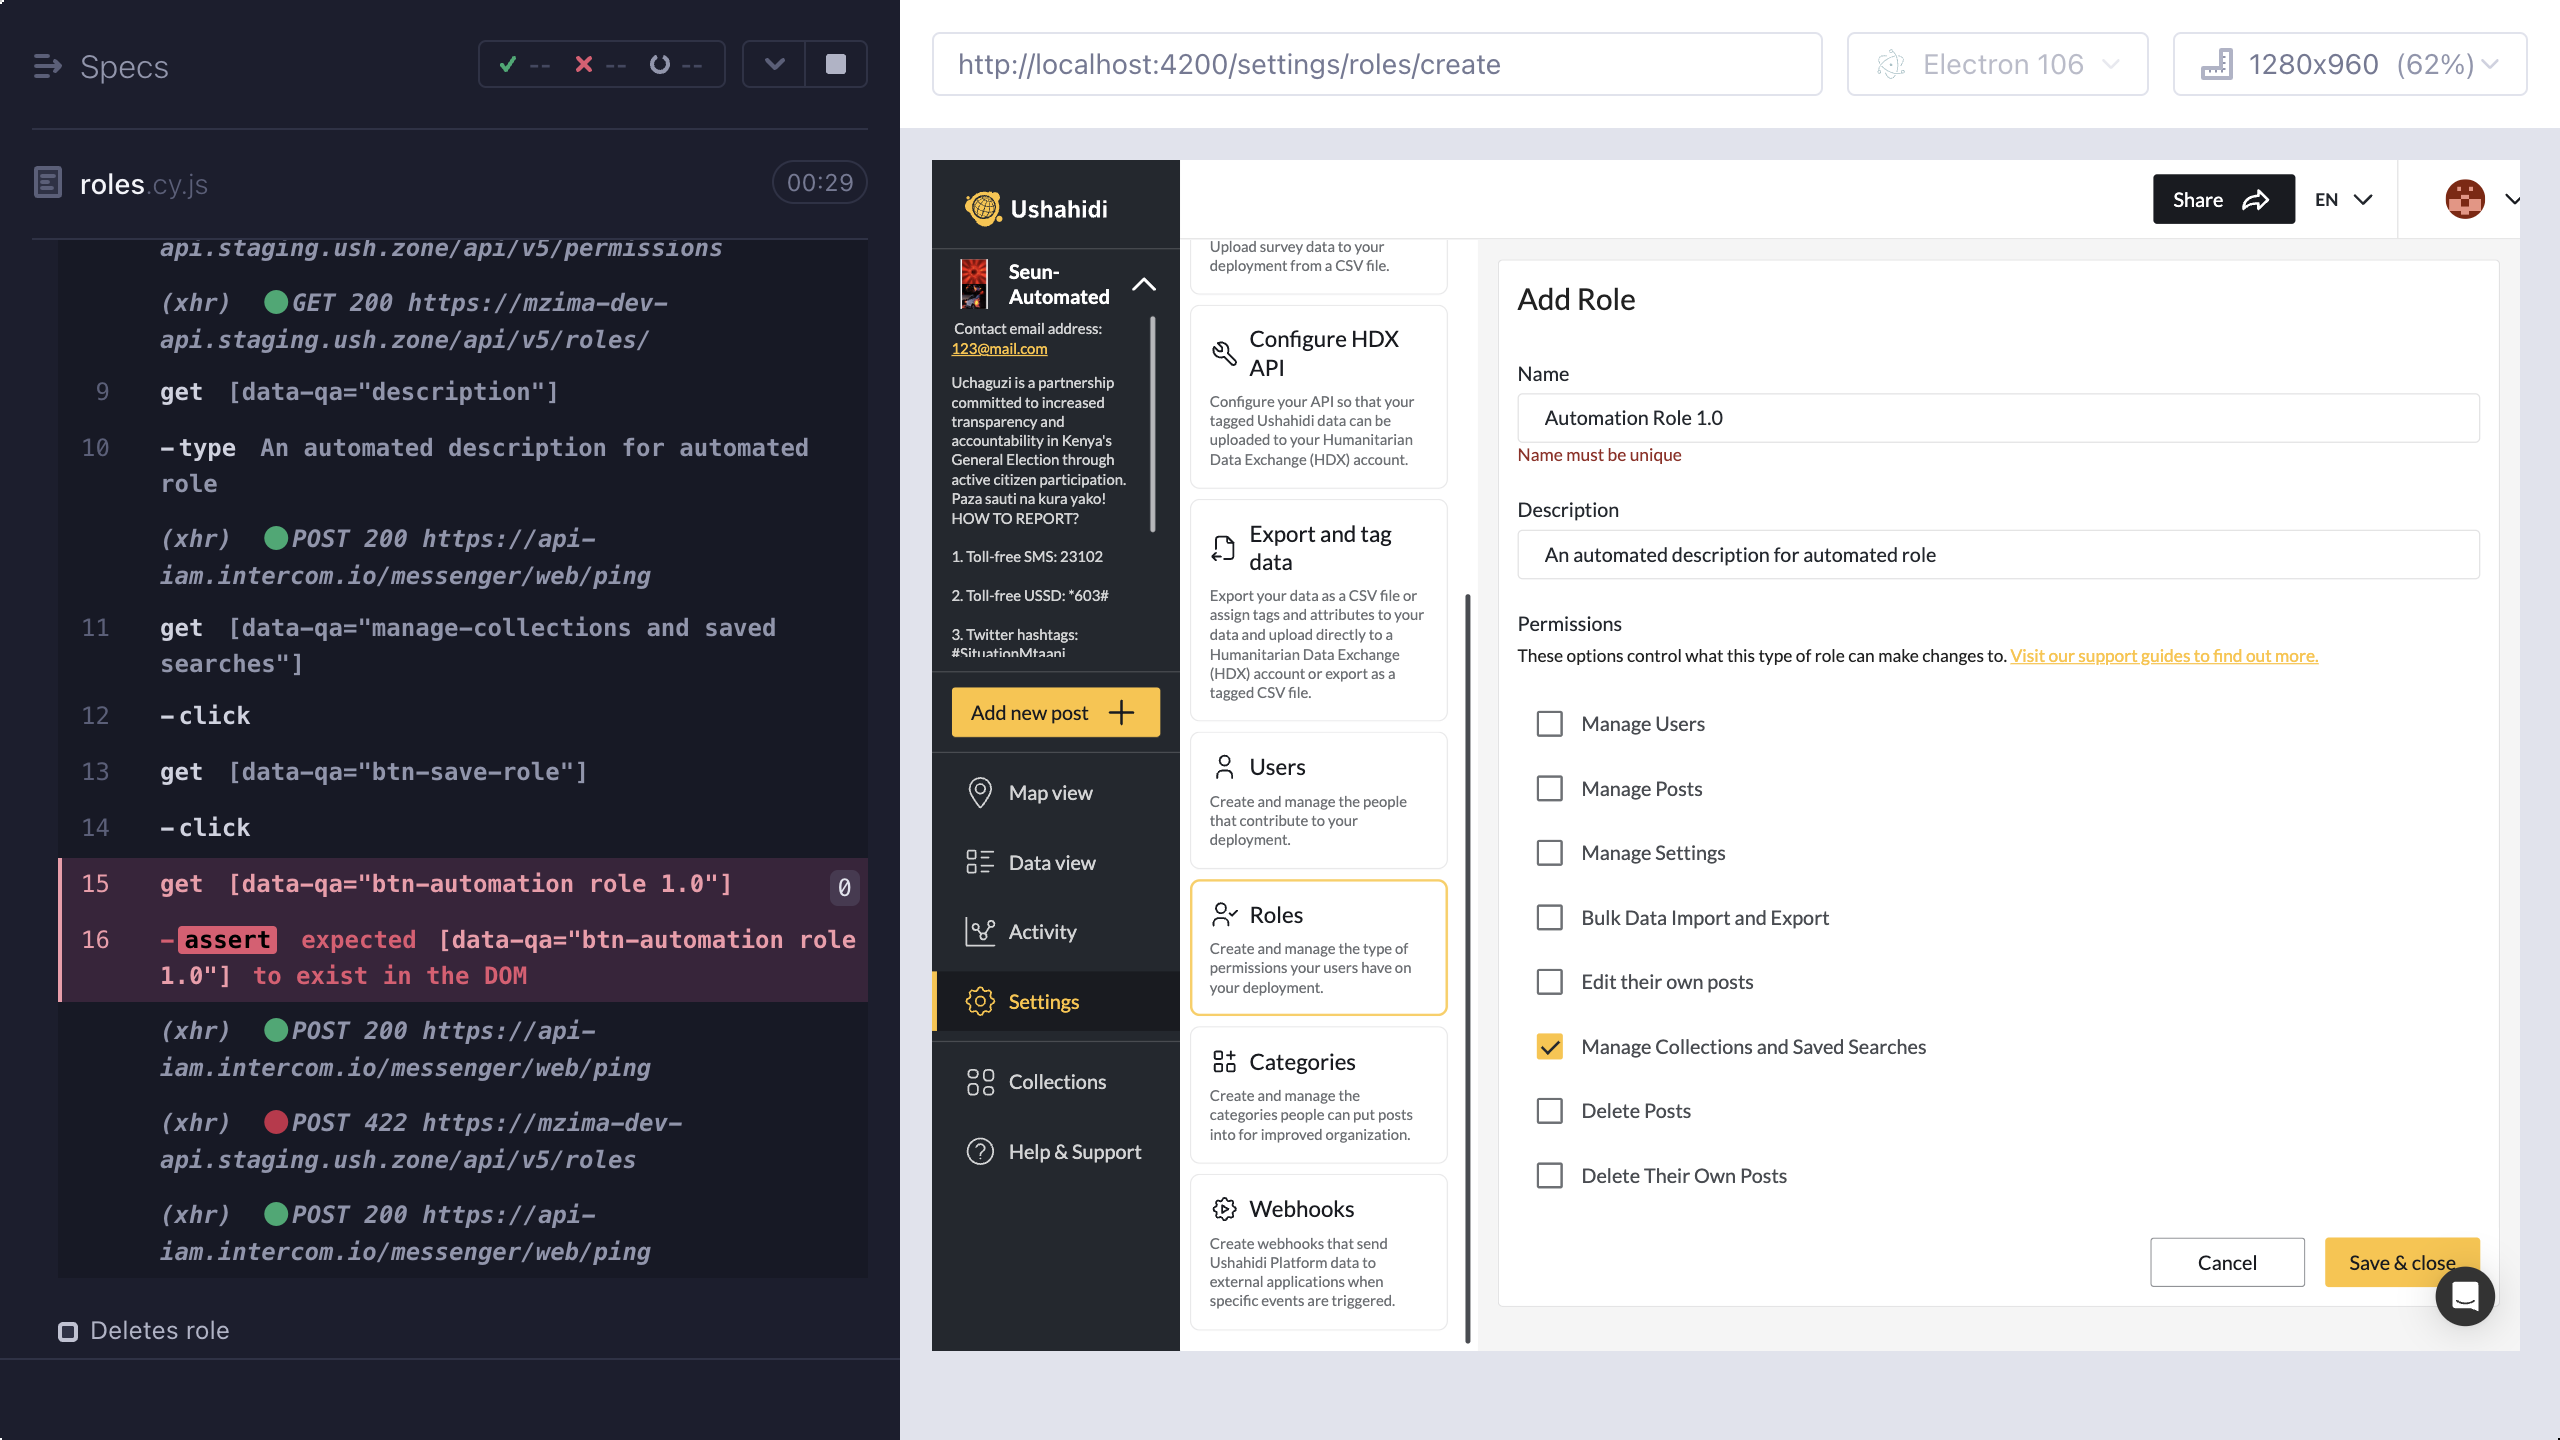 Specs
--
--
--
roles.cy.js
00:29
api.staging.ush.zone/api/v5/permissions
(xhr) GET 200 https://mzima-dev-
api.staging.ush.zone/api/v5/roles/
9 get [data-qa="description"]
10 -type An automated description for automated
role
(xhr) POST 200 https://api-
iam.intercom.io/messenger/web/ping
11 get [data-qa="manage-collections and saved
searches"]
12 -click
13 get [data-qa="btn-save-role"]
14 -click
15 get [data-qa="btn-automation role 1.0"] 0
16 -assert expected [data-qa="btn-automation role
1.0"] to exist in the DOM
(xhr) POST 200 https://api-
iam.intercom.io/messenger/web/ping
(xhr) POST 422 https://mzima-dev-
api.staging.ush.zone/api/v5/roles
(xhr) POST 200 https://api-
iam.intercom.io/messenger/web/ping
Deletes role
http://localhost:4200/settings/roles/create
Electron 106
1280x960 (62%)
Ushahidi
Seun-
Automated
Contact email address:
123@mail.com
Uchaguzi is a partnership
committed to increased
transparency and
accountability in Kenya's
General Election through
active citizen participation.
Paza sauti na kura yako!
HOW TO REPORT?
1. Toll-free SMS: 23102
2. Toll-free USSD: *603#
3. Twitter hashtags:
#SituationMtaani
Add new post
Map view
Data view
Activity
Settings
Collections
Help & Support
Share
EN
Upload survey data to your
deployment from a CSV file.
Configure HDX
API
Configure your API so that your
tagged Ushahidi data can be
uploaded to your Humanitarian
Data Exchange (HDX) account.
Export and tag
data
Export your data as a CSV file or
assign tags and attributes to your
data and upload directly to a
Humanitarian Data Exchange
(HDX) account or export as a
tagged CSV file.
Users
Create and manage the people
that contribute to your
deployment.
Roles
Create and manage the type of
permissions your users have on
your deployment.
Categories
Create and manage the
categories people can put posts
into for improved organization.
Webhooks
Create webhooks that send
Ushahidi Platform data to
external applications when
specific events are triggered.
Add Role
Name
Automation Role 1.0
Name must be unique
Description
An automated description for automated role
Permissions
These options control what this type of role can make changes to. Visit our support guides to find out more.
Manage Users
Manage Posts
Manage Settings
Bulk Data Import and Export
Edit their own posts
Manage Collections and Saved Searches
Delete Posts
Delete Their Own Posts
Cancel
Save & close